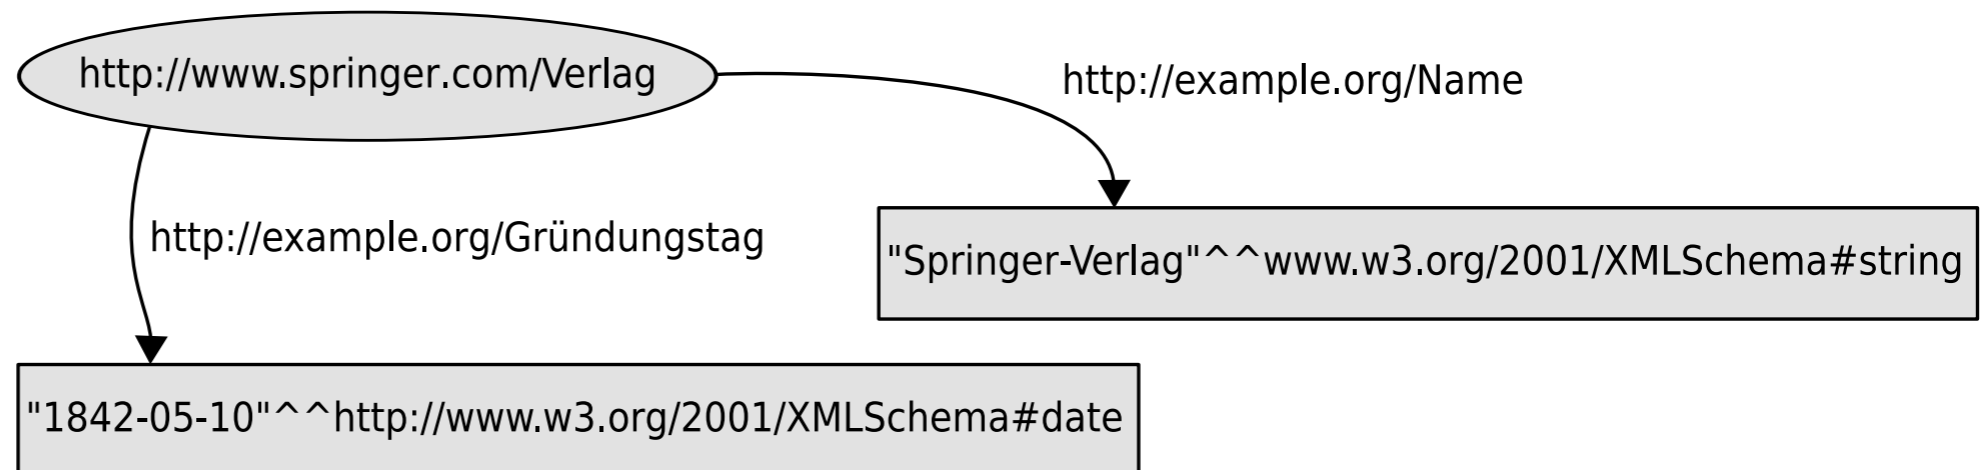 http://www.springer.com/Verlag
http://example.org/Name
http://example.org/Gründungstag
"Springer-Verlag"^^www.w3.org/2001/XMLSchema#string
"1842-05-10"^^http://www.w3.org/2001/XMLSchema#date